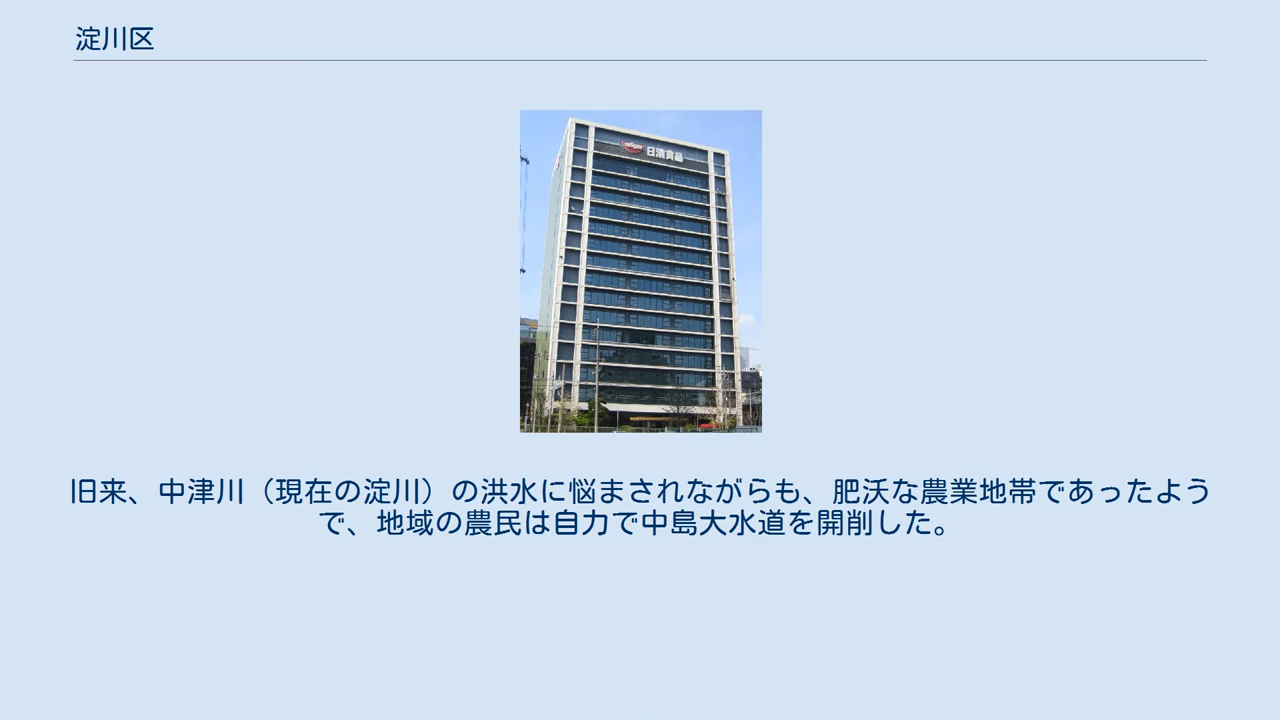 淀川区
NISSIN 日清食品
旧来、中津川（現在の淀川）の洪水に悩まされながらも、肥沃な農業地帯であったよう
で、地域の農民は自力で中島大水道を開削した。